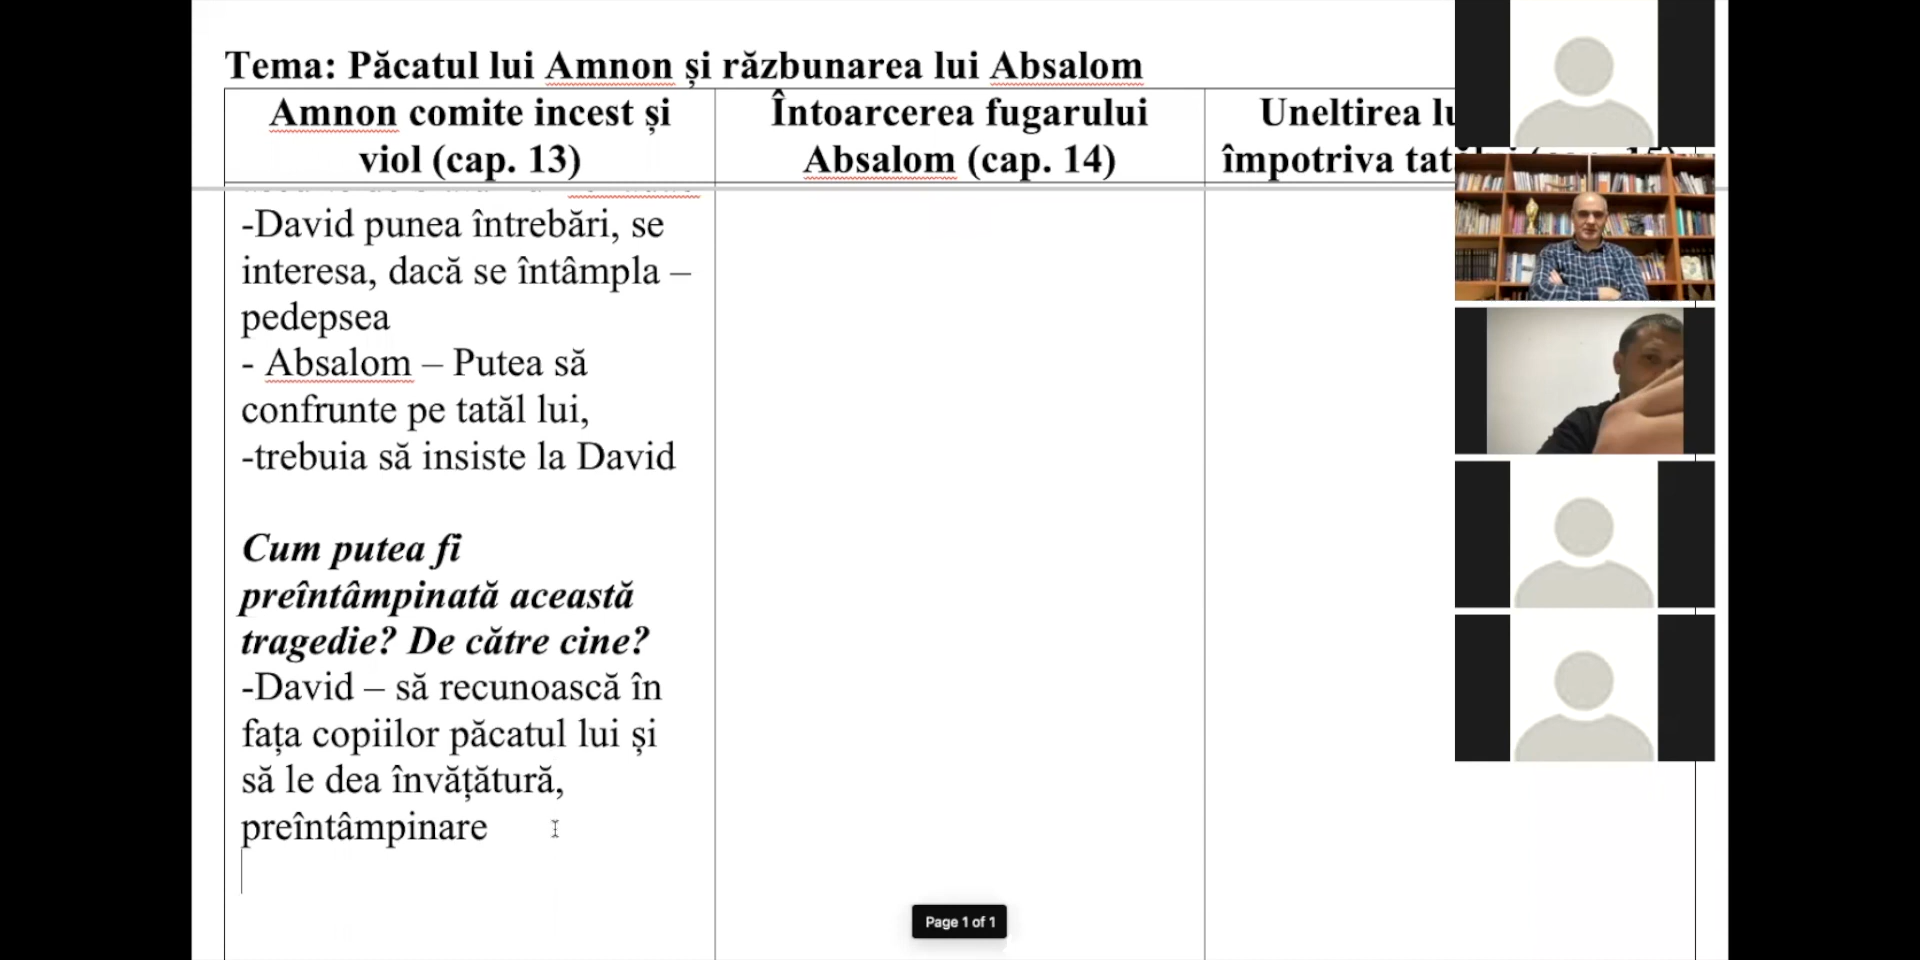 Tema: Păcatul lui Amnon și răzbunarea lui Absalom
Amnon comite incest și
viol (cap. 13)
Întoarcerea fugarului
Absalom (cap. 14)
Uneltirea
împotriva
-David punea întrebări, se
interesa, dacă se întâmpla –
pedepsea
- Absalom – Putea să
confrunte pe tatăl lui,
-trebuia să insiste la David
Cum putea fi
preîntâmpinată această
tragedie? De către cine?
-David – să recunoască în
fața copiilor păcatul lui și
să le dea învățătură,
preîntâmpinare
Page 1 of 1